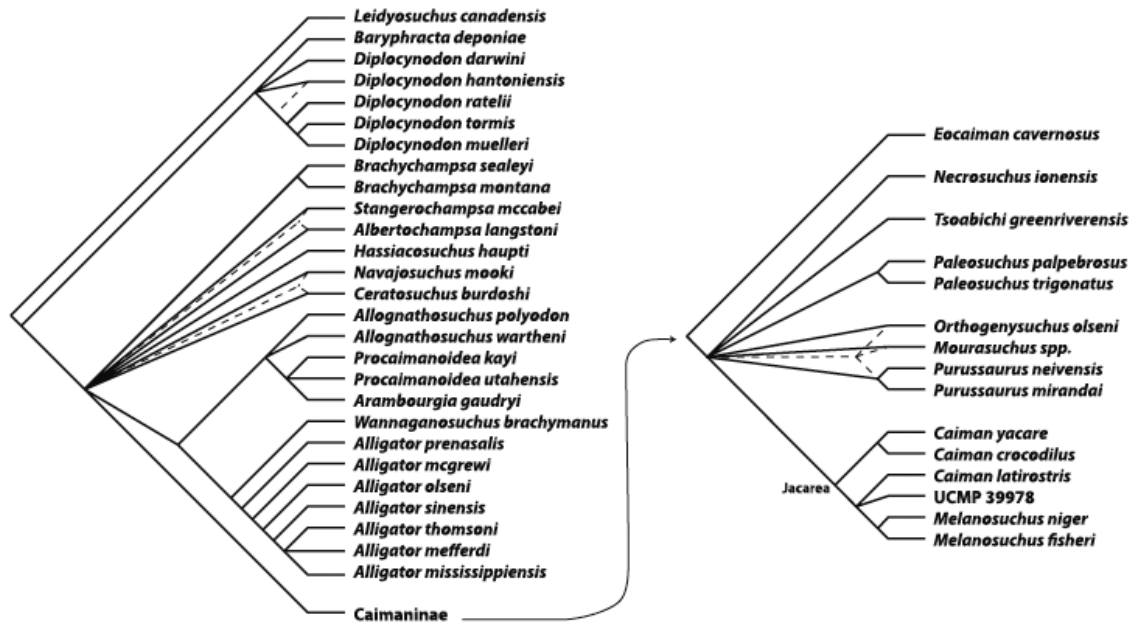 Leidyosuchus canadensis
Baryphracta deponiae
Diplocynodon darwini
Diplocynodon hantoniensis
Diplocynodon ratelii
Diplocynodon tormis
Diplocynodon muelleri
Brachychampsa sealeyi
Brachychampsa montana
Stangerochampsa mccabei
Albertochampsa langstoni
Hassiacosuchus haupti
Navajosuchus mooki
Ceratosuchus burdoshi
Allognathosuchus polyodon
Allognathosuchus wartheni
Procaimanoidea kayi
Procaimanoidea utahensis
Arambourgia gaudryi
Wannaganosuchus brachymanus
Alligator prenasalis
Alligator mcgrewi
Alligator olseni
Alligator sinensis
Alligator thomsoni
Alligator mefferdi
Alligator mississippiensis
Caimaninae
Eocaiman cavernosus
Necrosuchus ionensis
Tsoabichi greenriverensis
Paleosuchus palpebrosus
Paleosuchus trigonatus
Orthogenysuchus olseni
Mourasuchus spp.
Purussaurus neivensis
Purussaurus mirandai
Caiman yacare
Caiman crocodilus
Caiman latirostris
Jacarea
UCMP 39978
Melanosuchus niger
Melanosuchus fisheri